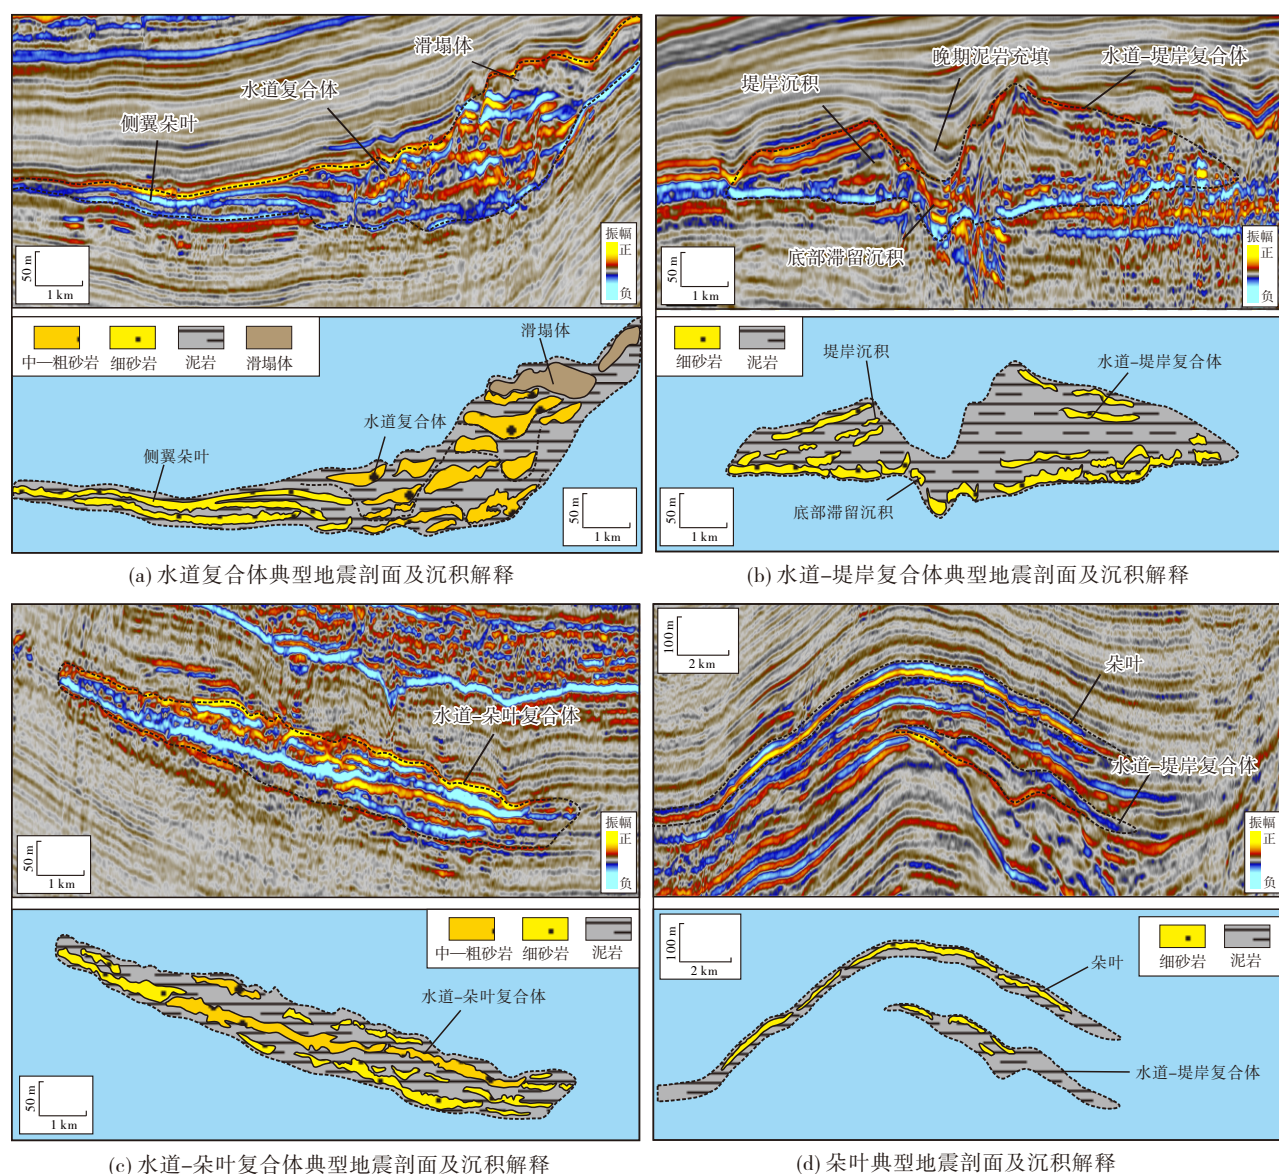 滑塌体
水道复合体
侧翼朵叶
50 m
1 km
振幅
正
负
中—粗砂岩
细砂岩
泥岩
滑塌体
滑塌体
水道复合体
侧翼朵叶
50 m
1 km
(a) 水道复合体典型地震剖面及沉积解释
晚期泥岩充填
水道–堤岸复合体
堤岸沉积
底部滞留沉积
50 m
1 km
振幅
正
负
细砂岩
泥岩
堤岸沉积
水道–堤岸复合体
底部滞留沉积
50 m
1 km
(b) 水道–堤岸复合体典型地震剖面及沉积解释
水道–朵叶复合体
50 m
1 km
振幅
正
负
中—粗砂岩
细砂岩
泥岩
水道–朵叶复合体
50 m
1 km
(c) 水道–朵叶复合体典型地震剖面及沉积解释
100 m
2 km
朵叶
水道–堤岸复合体
振幅
正
负
100 m
2 km
细砂岩
泥岩
朵叶
水道–堤岸复合体
(d) 朵叶典型地震剖面及沉积解释